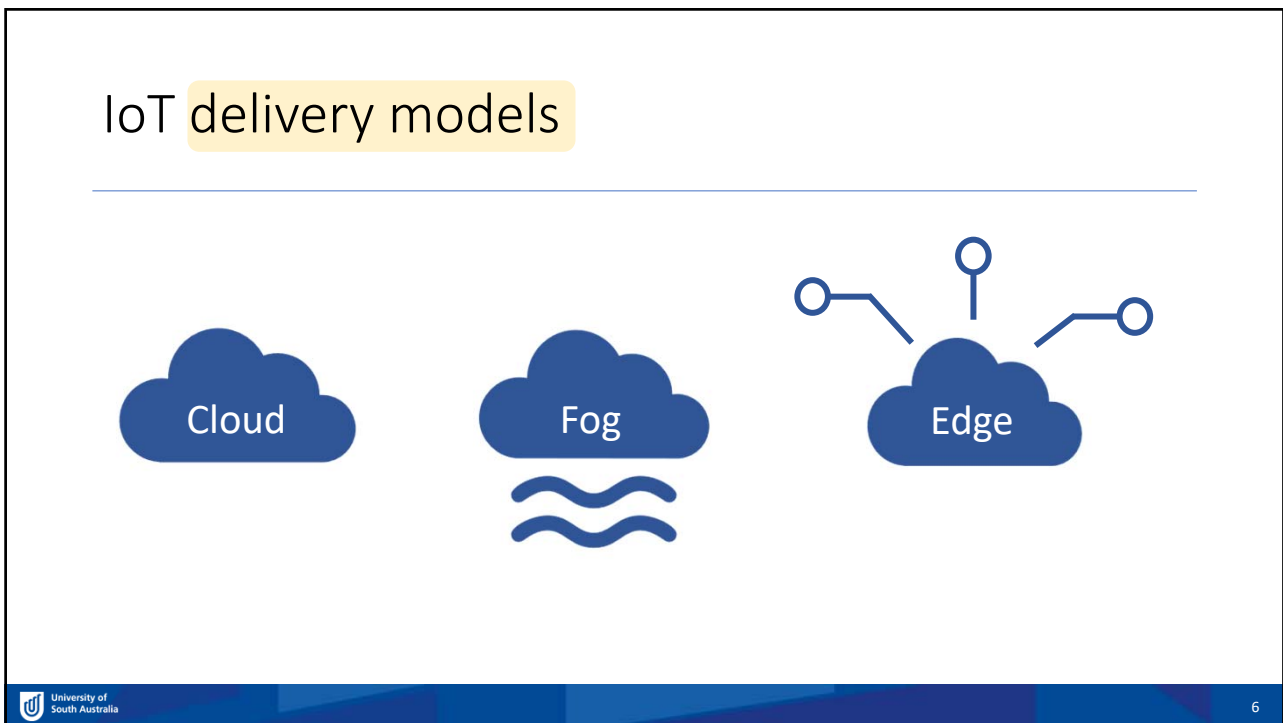 IoT delivery models
Cloud
Fog
Edge
University of
South Australia
6